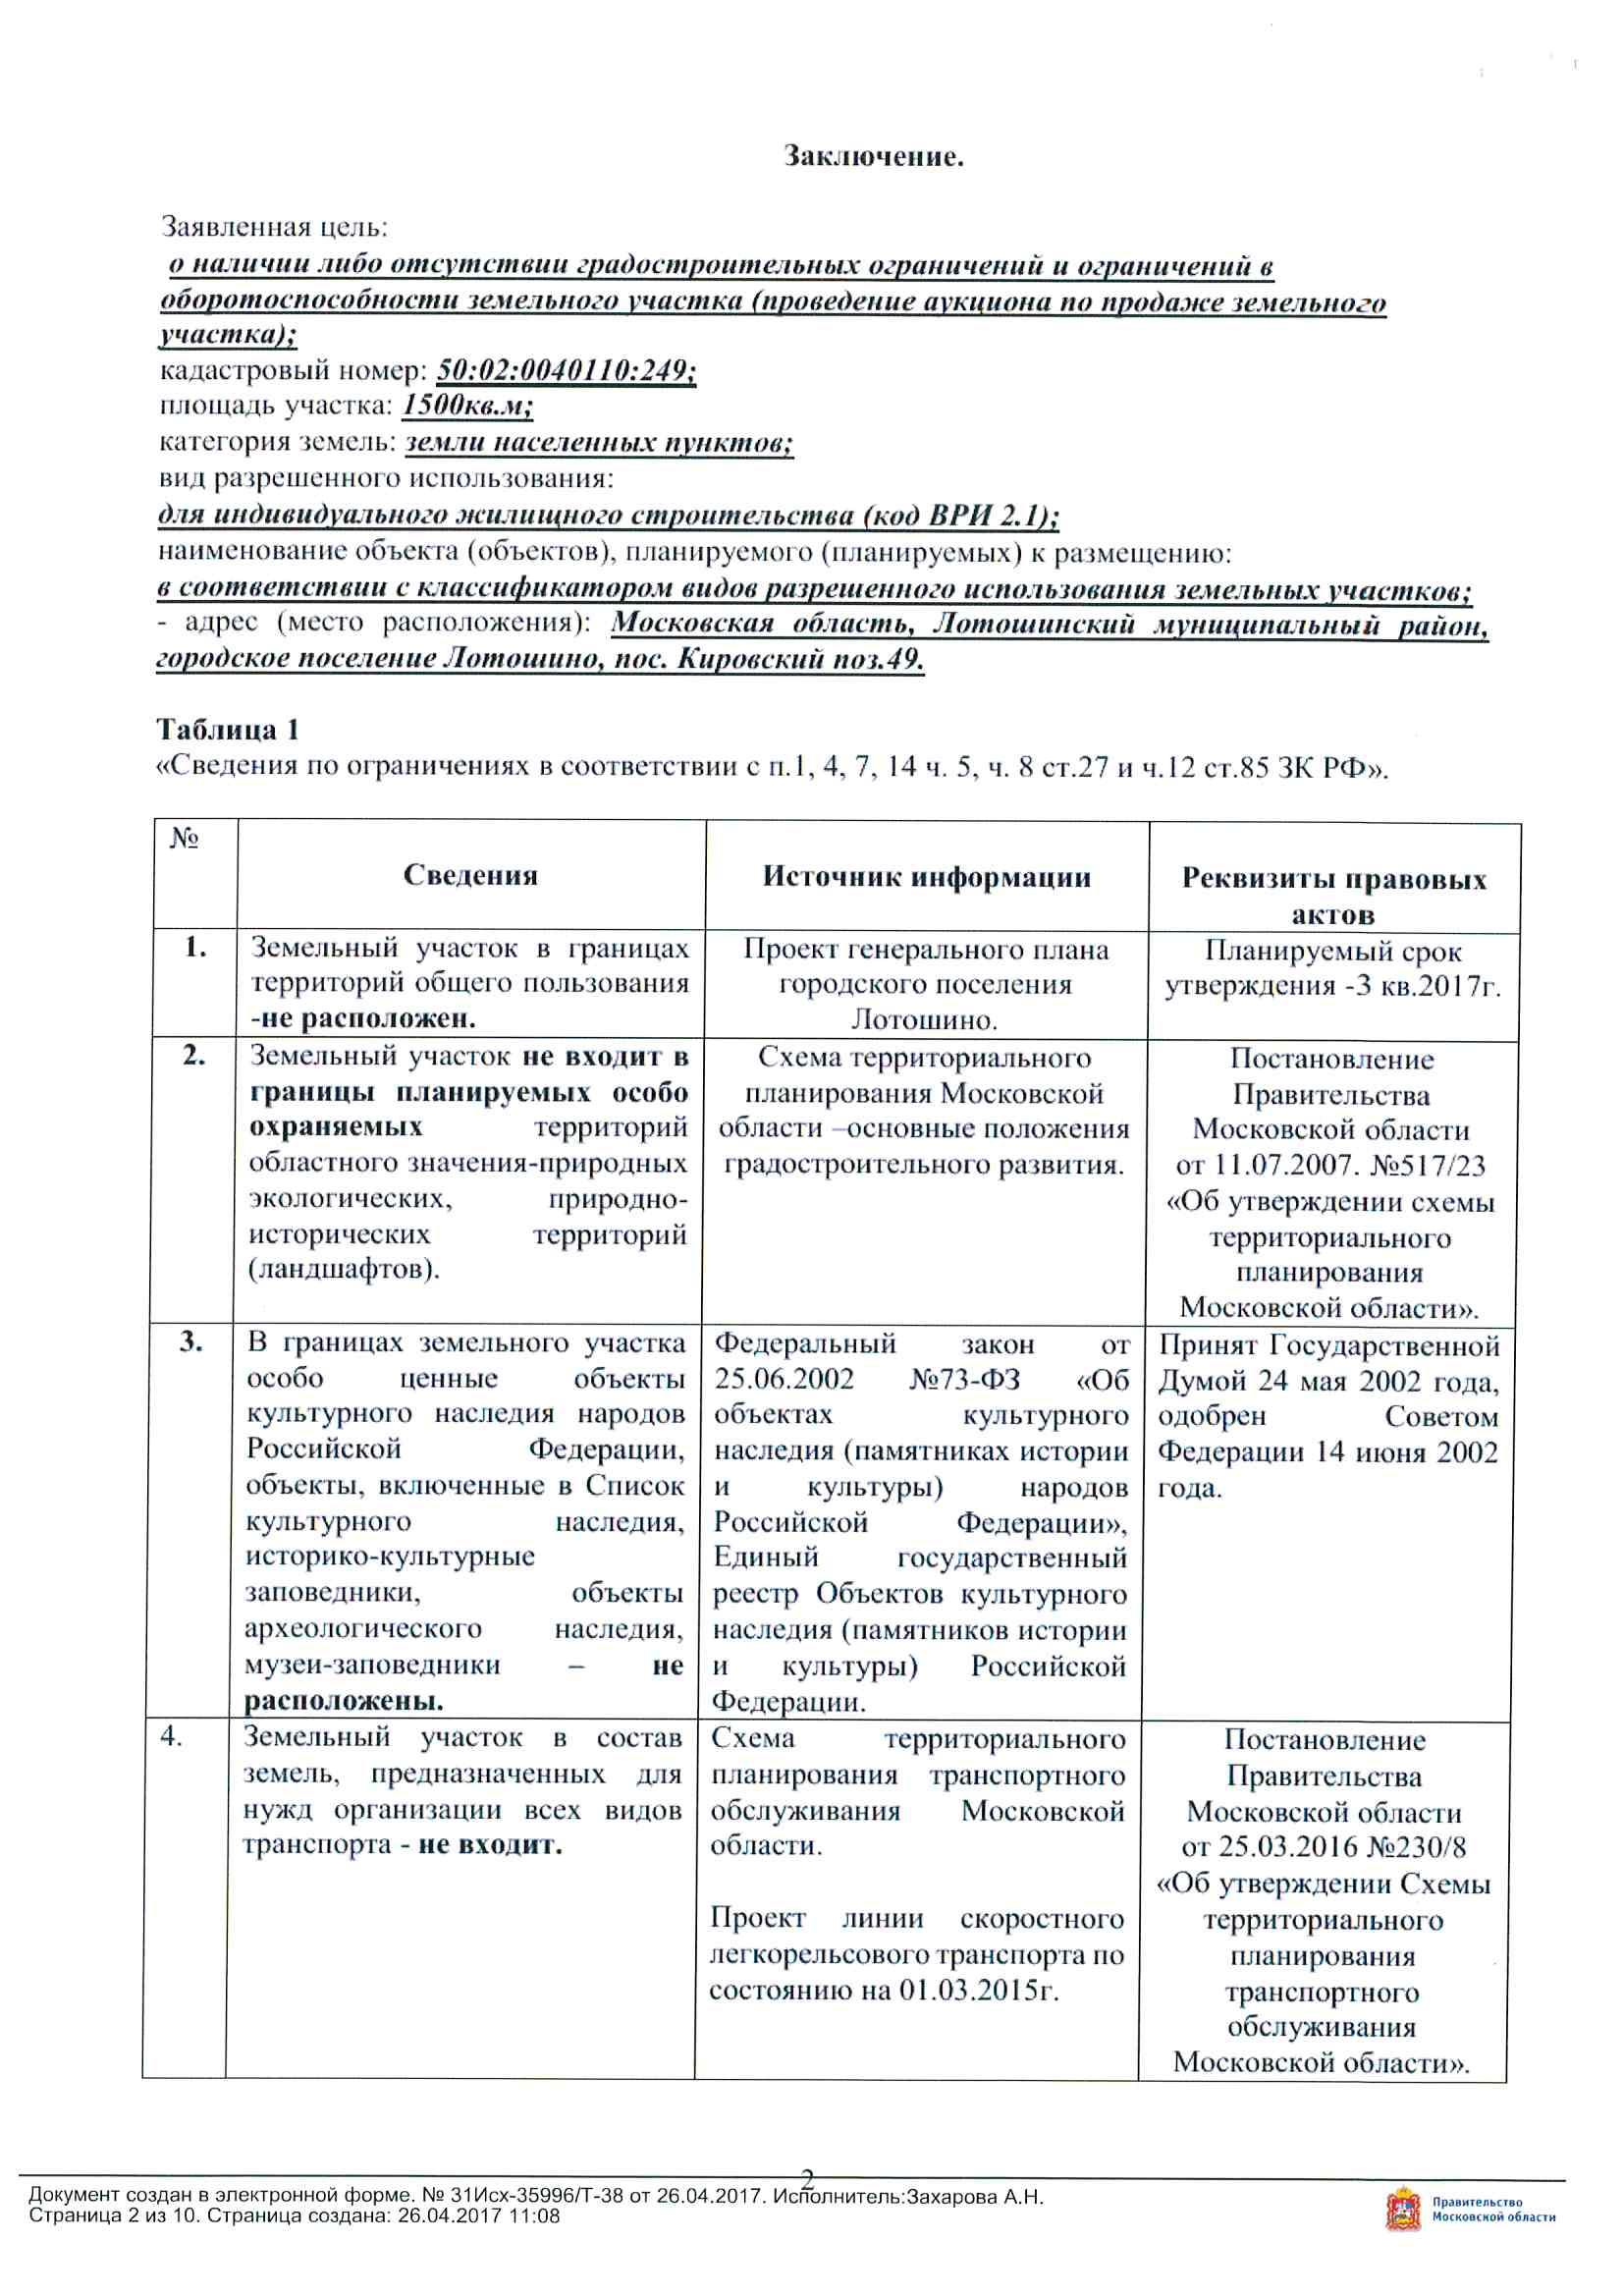 Заключение.
Заявленная цель:
о наличии либо отсутствии градостроительных ограничений и ограничений в
оборотоспособности земельного участка (проведение аукциона по продаже земельного
участка);
кадастровый номер: 50:02:0040110:249;
площадь участка: 1500кв.м;
категория земель: земли населенных пунктов;
вид разрешенного использования:
для индивидуального жилищного строительства (код ВРИ 2.1);
наименование объекта (объектов), планируемого (планируемых) к размещению:
в соответствии с классификатором видов разрешенного использования земельных участков;
- адрес (место расположения): Московская область, Лотошинский муниципальный район,
городское поселение Лотошино, пос. Кировский поз.49.
Таблица 1
«Сведения по ограничениях в соответствии с п.1, 4, 7, 14 ч. 5, ч. 8 ст.27 и ч.12 ст.85 ЗК РФ».
№
Сведения
Источник информации
Реквизиты правовых
актов
1.
Земельный участок в границах
территорий общего пользования
-не расположен.
Проект генерального плана
городского поселения
Лотошино.
Планируемый срок
утверждения -3 кв.2017г.
2.
Земельный участок не входит в
границы планируемых особо
охраняемых территорий
областного значения-природных
экологических, природно-
исторических территорий
(ландшафтов).
Схема территориального
планирования Московской
области –основные положения
градостроительного развития.
Постановление
Правительства
Московской области
от 11.07.2007. №517/23
«Об утверждении схемы
территориального
планирования
Московской области».
3.
В границах земельного участка
особо ценные объекты
культурного наследия народов
Российской Федерации,
объекты, включенные в Список
культурного наследия,
историко-культурные
заповедники, объекты
археологического наследия,
музеи-заповедники – не
расположены.
Федеральный закон от
25.06.2002 №73-ФЗ «Об
объектах культурного
наследия (памятниках истории
и культуры) народов
Российской Федерации»,
Единый государственный
реестр Объектов культурного
наследия (памятников истории
и культуры) Российской
Федерации.
Принят Государственной
Думой 24 мая 2002 года,
одобрен Советом
Федерации 14 июня 2002
года.
4.
Земельный участок в состав
земель, предназначенных для
нужд организации всех видов
транспорта - не входит.
Схема территориального
планирования транспортного
обслуживания Московской
области.
Проект линии скоростного
легкорельсового транспорта по
состоянию на 01.03.2015г.
Постановление
Правительства
Московской области
от 25.03.2016 №230/8
«Об утверждении Схемы
территориального
планирования
транспортного
обслуживания
Московской области».
2
Документ создан в электронной форме. № 31Исх-35996/Т-38 от 26.04.2017. Исполнитель:Захарова А.Н.
Страница 2 из 10. Страница создана: 26.04.2017 11:08
Правительство
Московской области